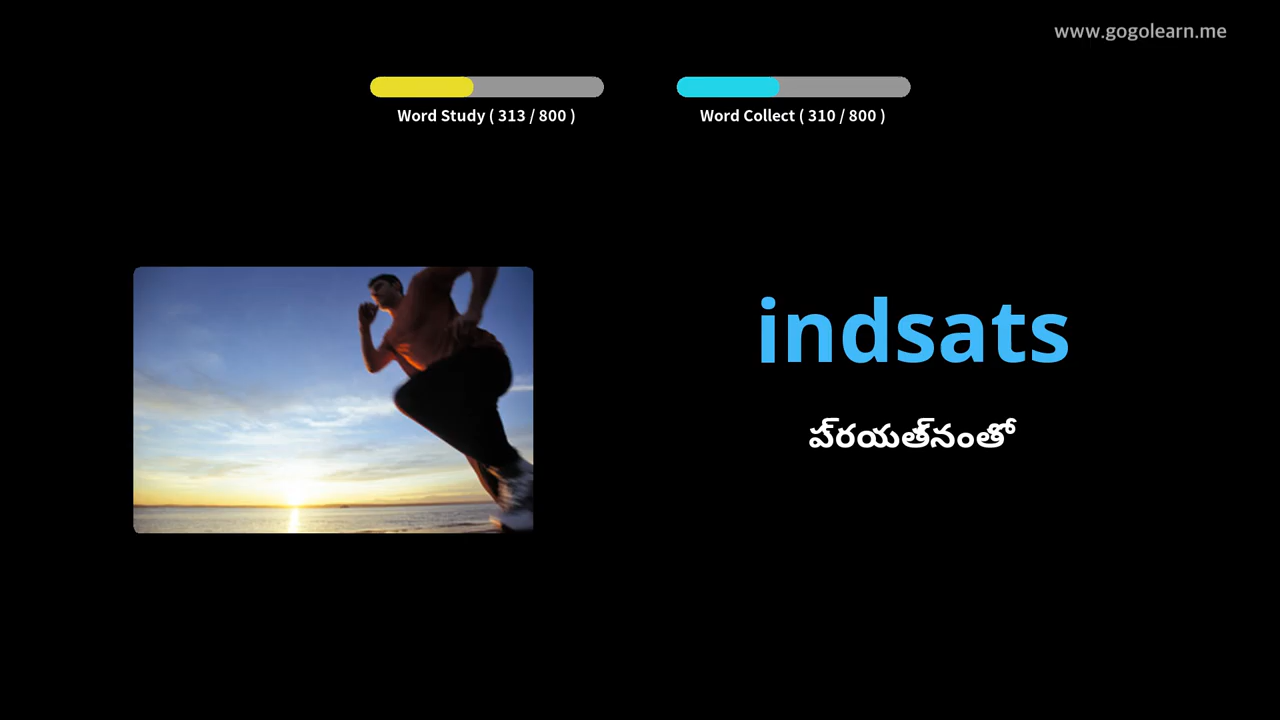 www.gogolearn.me
Word Study ( 313 / 800 )
Word Collect ( 310 / 800 )
indsats
ప్రయత్నంతో